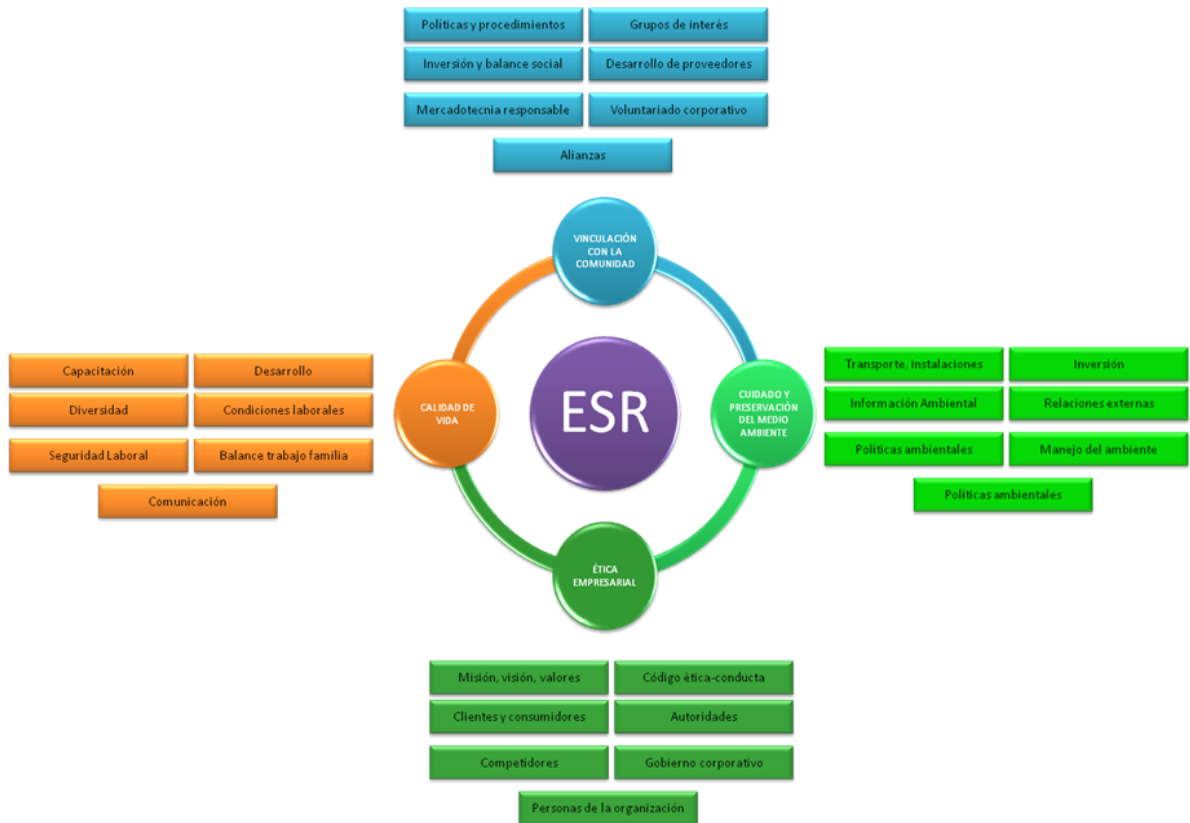 Políticas y procedimientos
Grupos de interés
Inversión y balance social
Desarrollo de proveedores
Mercadotecnia responsable
Voluntariado corporativo
Alianzas
VINCULACIÓN
CON LA
COMUNIDAD
Capacitación
Desarrollo
Diversidad
Condiciones laborales
Seguridad Laboral
Balance trabajo familia
Comunicación
CALIDAD DE
VIDA
ESR
CUIDADO Y
PRESERVACIÓN
DEL MEDIO
AMBIENTE
Transporte, instalaciones
Inversión
Información Ambiental
Relaciones externas
Políticas ambientales
Manejo del ambiente
Políticas ambientales
ÉTICA
EMPRESARIAL
Misión, visión, valores
Código ética-conducta
Clientes y consumidores
Autoridades
Competidores
Gobierno corporativo
Personas de la organización